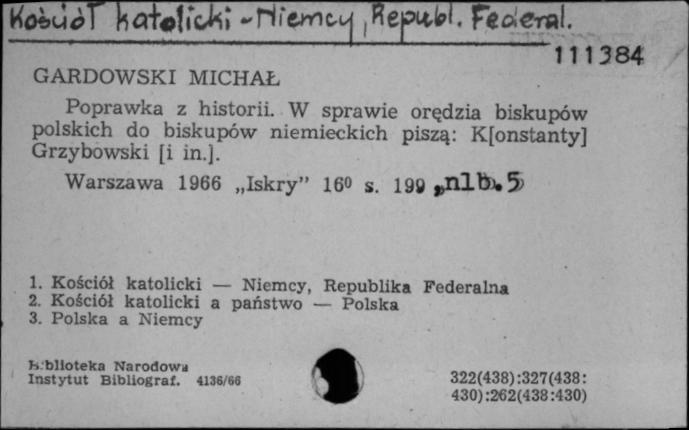 Kościół katolicki - Niemcy, Republ. Federal.
111384
GARDOWSKI MICHAŁ
Poprawka z historii. W sprawie orędzia biskupów
polskich do biskupów niemieckich piszą: K[onstanty]
Grzybowski [i in.].
Warszawa 1966 „Iskry” 16⁰ s. 199, nlb. 5
1. Kościół katolicki — Niemcy, Republika Federalna
2. Kościół katolicki a państwo — Polska
3. Polska a Niemcy
Biblioteka Narodowa
Instytut Bibliograf. 4136/66
322(438):327(438:
430):262(438:430)